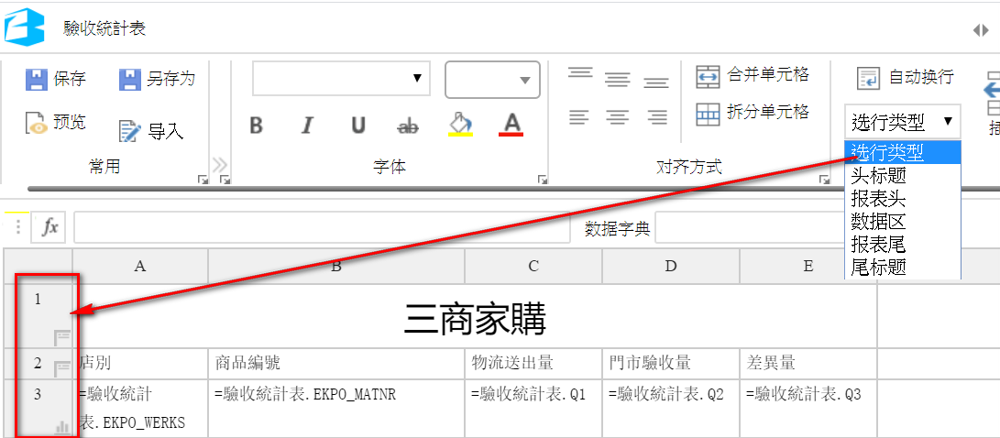 驗收統計表
保存 另存为
预览 导入
常用
B I U ab A
字体
对齐方式
合并单元格
拆分单元格
自动换行
选行类型
选行类型
头标题
报表头
数据区
报表尾
尾标题
fx 数据字典
A B C D E
1 三商家購
2 店別 商品編號 物流送出量 門市驗收量 差異量
3 =驗收統計 =驗收統計表.EKPO_MATNR =驗收統計表.Q1 =驗收統計表.Q2 =驗收統計表.Q3
表.EKPO_WERKS